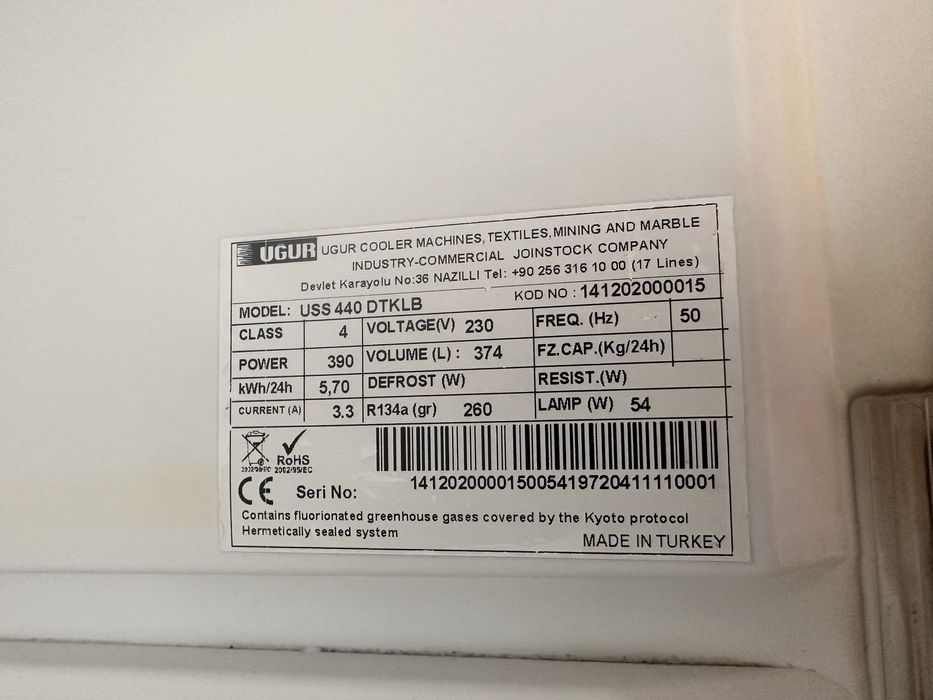 UGUR UGUR COOLER MACHINES, TEXTILES, MINING AND MARBLE
INDUSTRY-COMMERCIAL JOINSTOCK COMPANY
Devlet Karayolu No:36 NAZILLI Tel: +90 256 316 10 00 (17 Lines)
MODEL: USS 440 DTKLB KOD NO : 141202000015
CLASS 4 VOLTAGE(V) 230 FREQ. (Hz) 50
POWER 390 VOLUME (L) : 374 FZ.CAP.(Kg/24h)
kWh/24h 5,70 DEFROST (W) RESIST.(W)
CURRENT (A) 3.3 R134a (gr) 260 LAMP (W) 54
RoHS
2002/95/EC
CE Seri No: 141202000015005419720411110001
Contains fluorionated greenhouse gases covered by the Kyoto protocol
Hermetically sealed system
MADE IN TURKEY